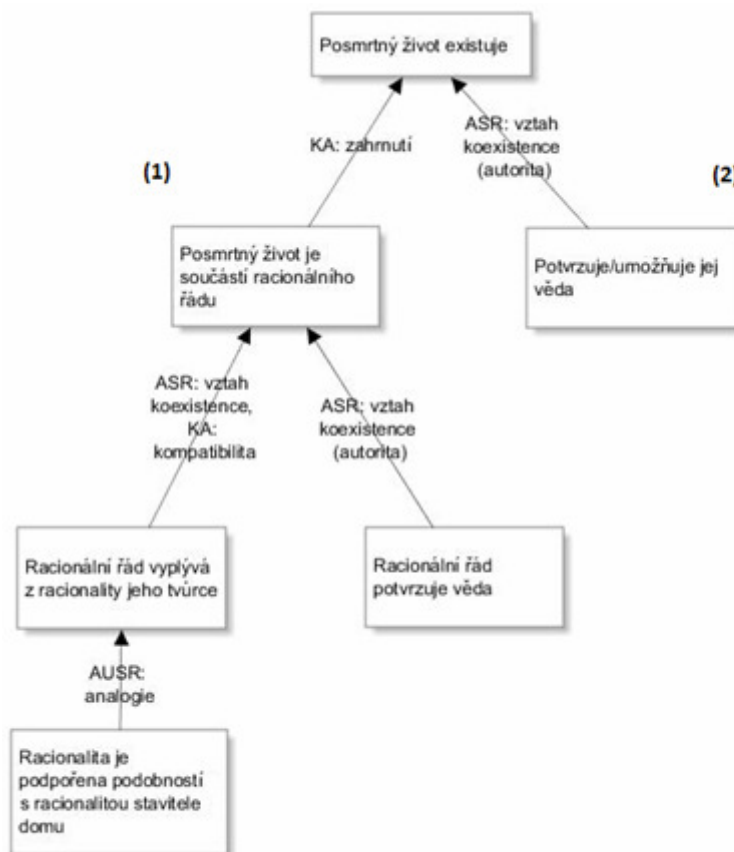 Posmrtný život existuje
KA: zahrnutí
ASR: vztah
koexistence
(autorita)
(1)
(2)
Posmrtný život je
součástí racionálního
řádu
Potvrzuje/umožňuje jej
věda
ASR: vztah
koexistence,
KA:
kompatibilita
ASR: vztah
koexistence
(autorita)
Racionální řád vyplývá
z racionality jeho tvůrce
Racionální řád
potvrzuje věda
AUSR:
analogie
Racionalita je
podpořena podobností
s racionalitou stavitele
domu